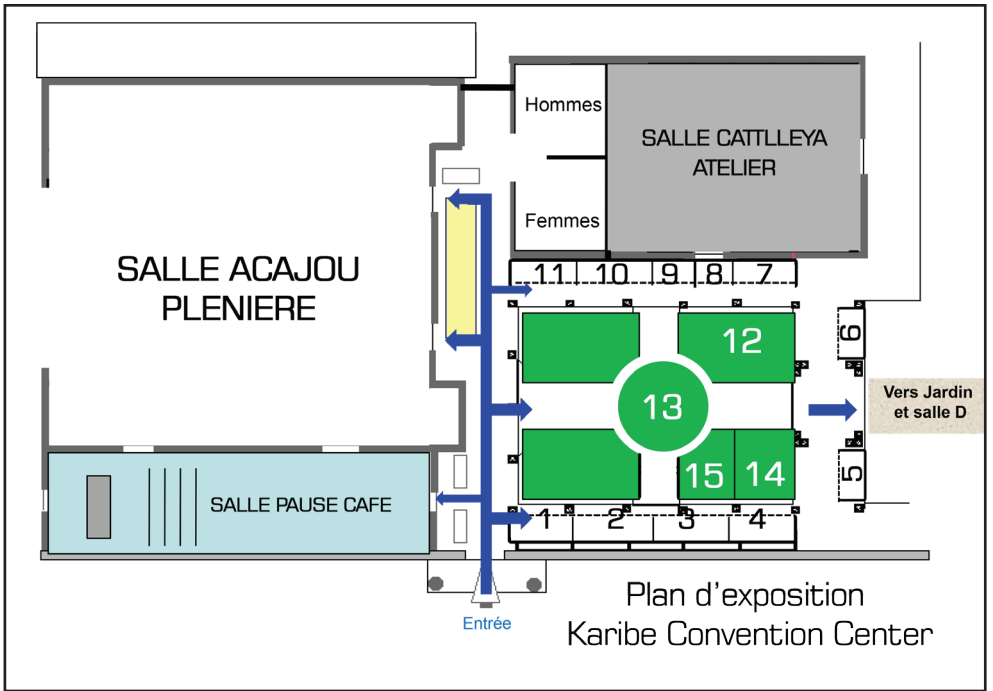 Hommes
SALLE CATTLLEYA
ATELIER
Femmes
SALLE ACAJOU
PLENIERE
11 10 9 8 7
12
6
13
Vers Jardin
et salle D
15 14
5
SALLE PAUSE CAFE
1 2 3 4
Entrée
Plan d'exposition
Karibe Convention Center